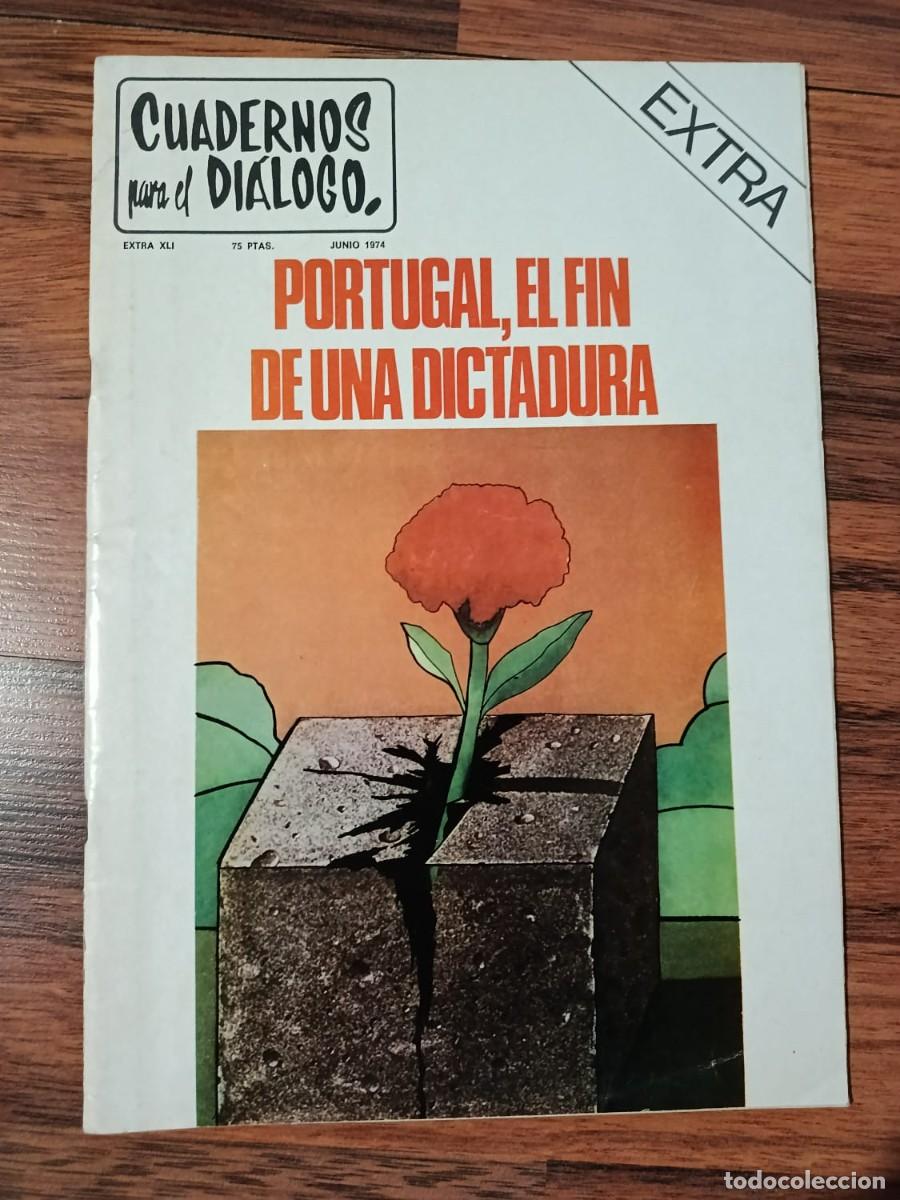 CUADERNOS
para el DIÁLOGO.
EXTRA
EXTRA XLI 75 PTAS. JUNIO 1974
PORTUGAL, EL FIN
DE UNA DICTADURA
todocoleccion